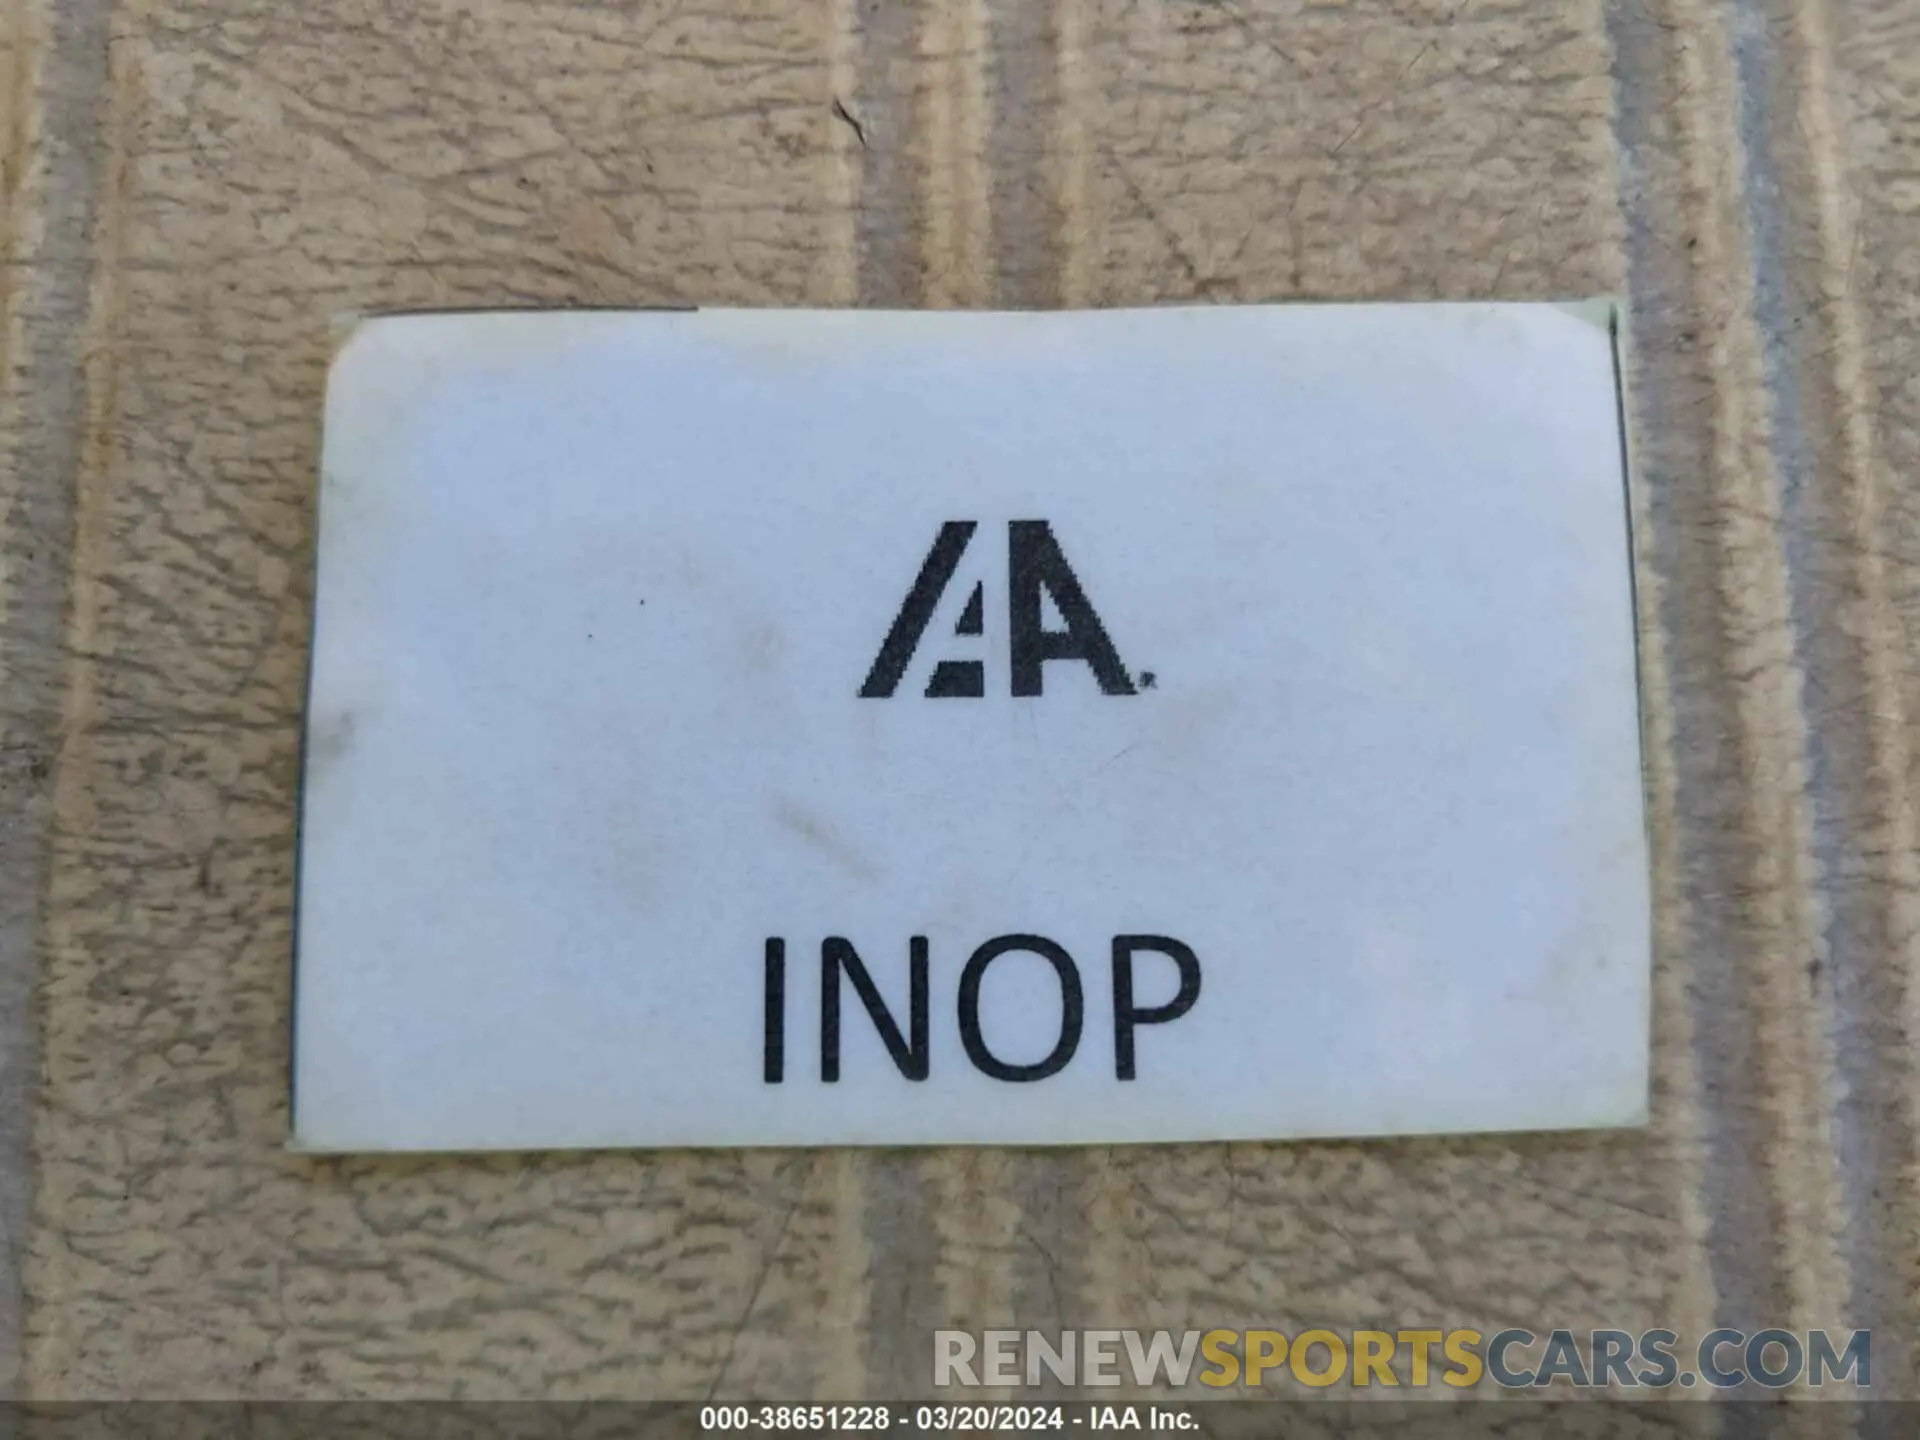 IAA
INOP
RENEWSPORTSCARS.COM
000-38651228 - 03/20/2024 - IAA Inc.